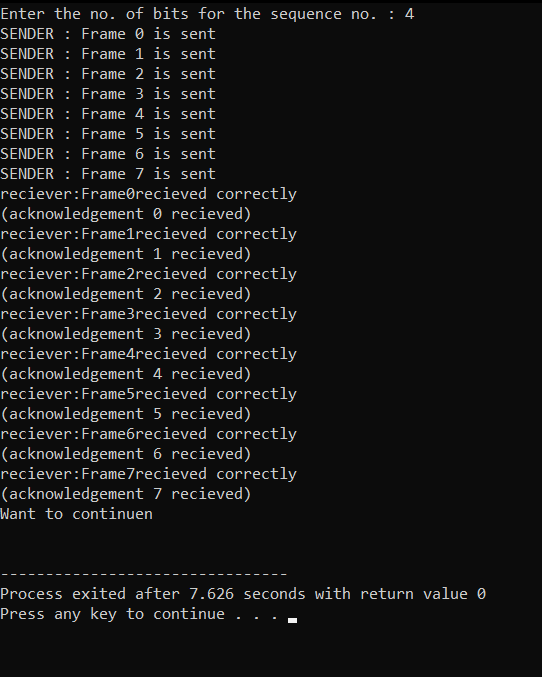 Enter the no. of bits for the sequence no. : 4
SENDER : Frame 0 is sent
SENDER : Frame 1 is sent
SENDER : Frame 2 is sent
SENDER : Frame 3 is sent
SENDER : Frame 4 is sent
SENDER : Frame 5 is sent
SENDER : Frame 6 is sent
SENDER : Frame 7 is sent
reciever:Frame0recieved correctly
(acknowledgement 0 recieved)
reciever:Frame1recieved correctly
(acknowledgement 1 recieved)
reciever:Frame2recieved correctly
(acknowledgement 2 recieved)
reciever:Frame3recieved correctly
(acknowledgement 3 recieved)
reciever:Frame4recieved correctly
(acknowledgement 4 recieved)
reciever:Frame5recieved correctly
(acknowledgement 5 recieved)
reciever:Frame6recieved correctly
(acknowledgement 6 recieved)
reciever:Frame7recieved correctly
(acknowledgement 7 recieved)
Want to continuen
--------------------------------
Process exited after 7.626 seconds with return value 0
Press any key to continue . . .